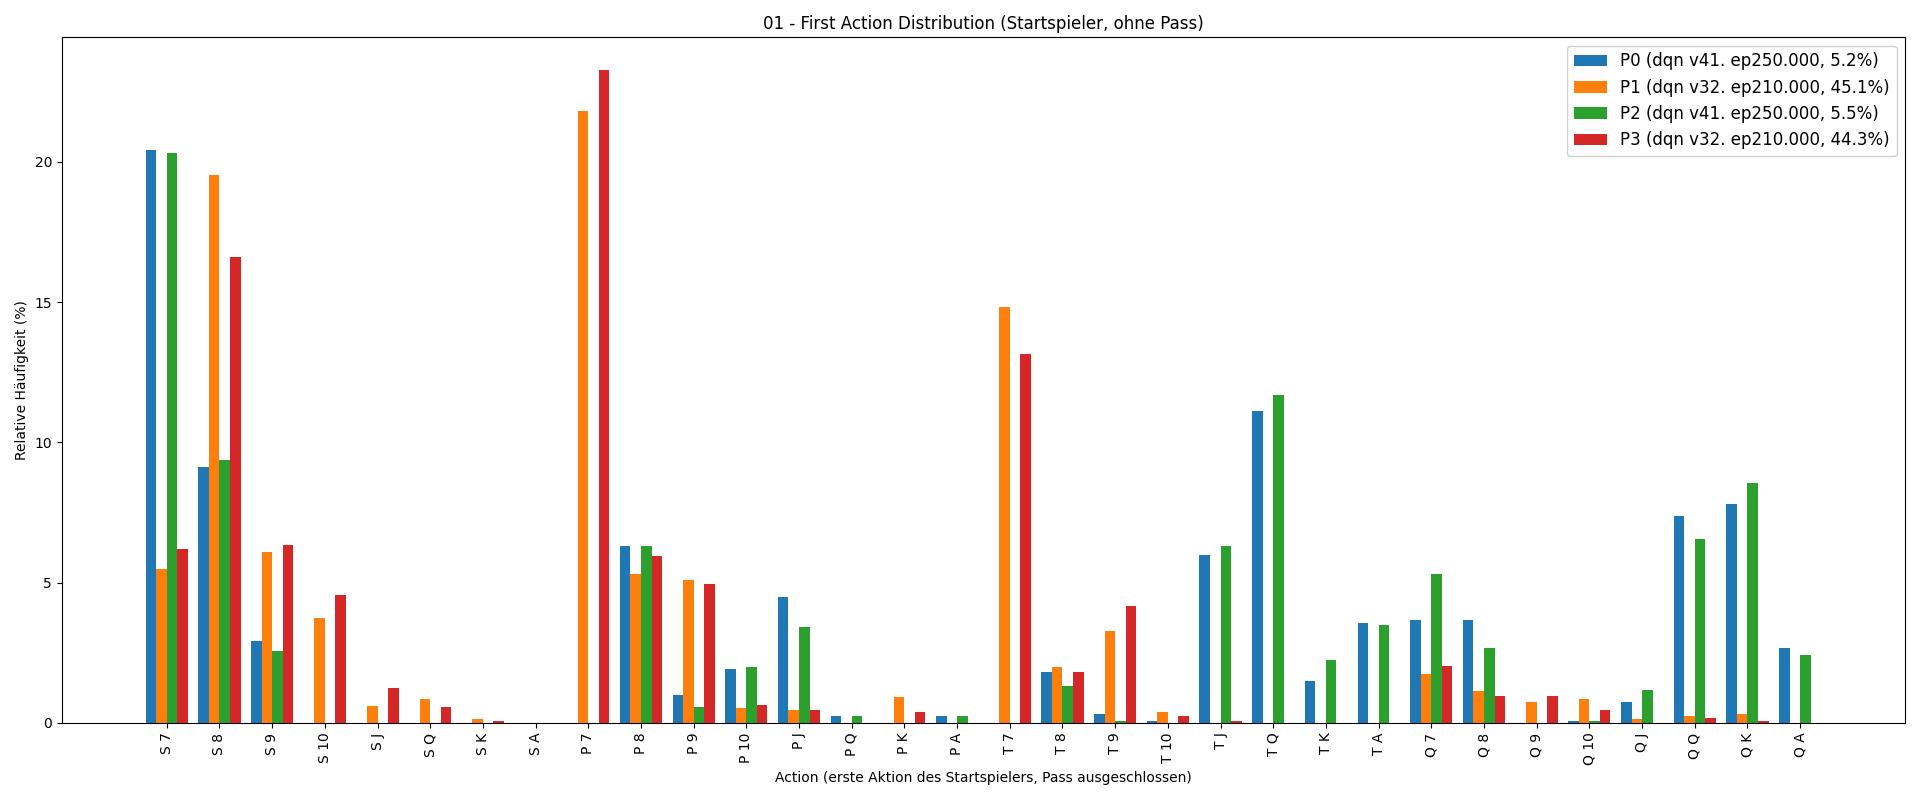 01 - First Action Distribution (Startspieler, ohne Pass)
P0 (dqn v41. ep250.000, 5.2%)
P1 (dqn v32. ep210.000, 45.1%)
P2 (dqn v41. ep250.000, 5.5%)
P3 (dqn v32. ep210.000, 44.3%)
Relative Häufigkeit (%)
20
15
10
5
0
S 7
S 8
S 9
S 10
S J
S Q
S K
S A
P 7
P 8
P 9
P 10
P J
P Q
P K
P A
T 7
T 8
T 9
T 10
T J
T Q
T K
T A
Q 7
Q 8
Q 9
Q 10
Q J
Q Q
Q K
Q A
Action (erste Aktion des Startspielers, Pass ausgeschlossen)